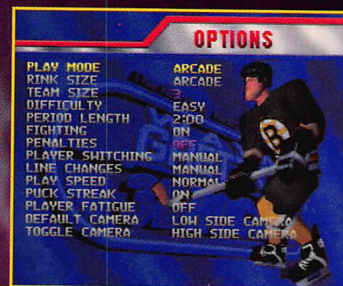 OPTIONS
PLAY MODE ARCADE
RINK SIZE ARCADE
TEAM SIZE 3
DIFFICULTY EASY
PERIOD LENGTH 2:00
FIGHTING ON
PENALTIES OFF
PLAYER SWITCHING MANUAL
LINE CHANGES MANUAL
PLAY SPEED NORMAL
PUCK STREAK ON
PLAYER FATIGUE OFF
DEFAULT CAMERA LOW SIDE CAMERA
TOGGLE CAMERA HIGH SIDE CAMERA
B